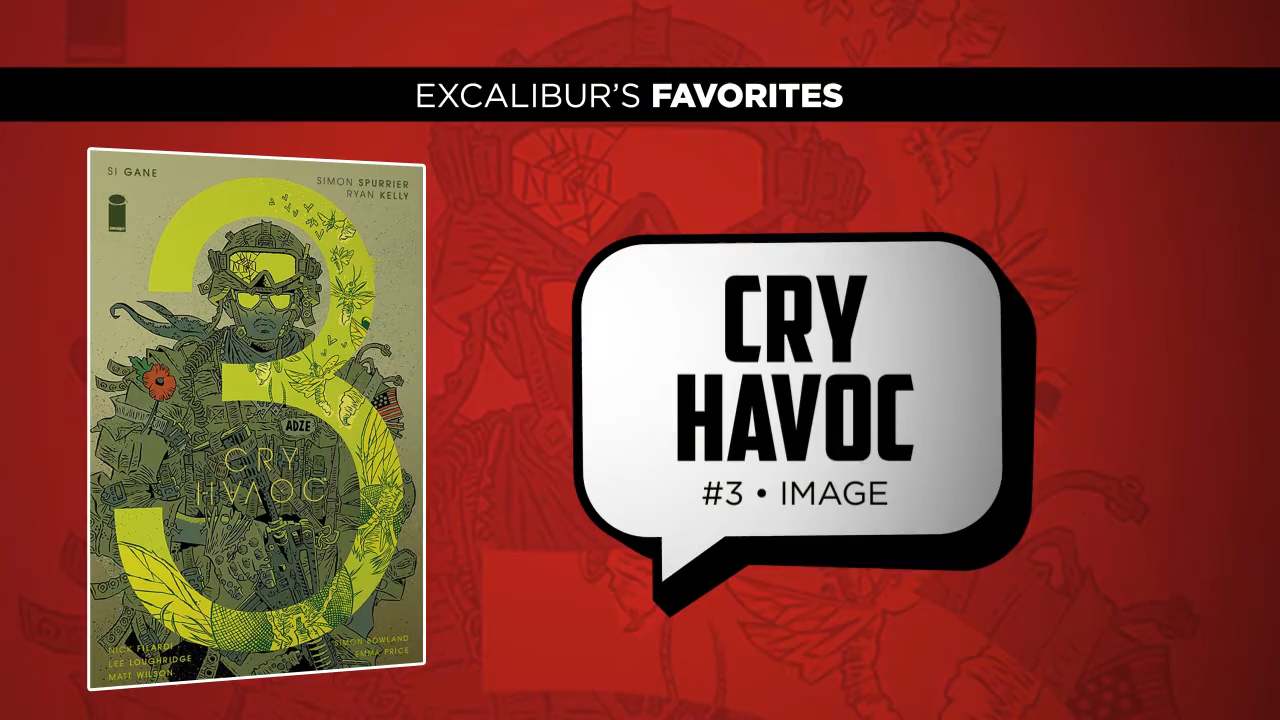 EXCALIBUR'S FAVORITES
SI GANE
SIMON SPURRIER
RYAN KELLY
ADZE
CRY
HAVOC
NICK FILARDI
LEE LOUGHRIDGE
MATT WILSON
SIMON BOWLAND
EMMA PRICE
3
CRY
HAVOC
#3 • IMAGE